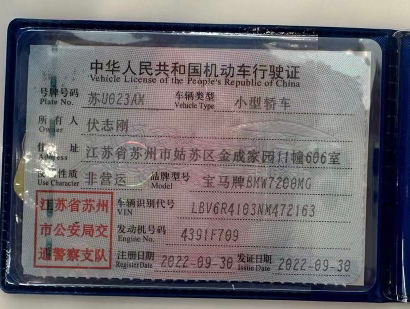 中华人民共和国机动车行驶证
Vehicle License of the People's Republic of China
号牌号码 苏U023AM 车辆类型 小型轿车
Plate No. Vehicle Type
所有人 伏志刚
Owner
住址 江苏省苏州市姑苏区金成家园11幢606室
Address
使用性质 非营运 品牌型号 宝马牌BMW7200MG
Use Character Model
江苏省苏州
市公安局交
通警察支队
车辆识别代号 LBV6R4103NM472163
VIN
发动机号码 4391F709
Engine No.
注册日期 2022-09-30 发证日期 2022-09-30
Register Date Issue Date